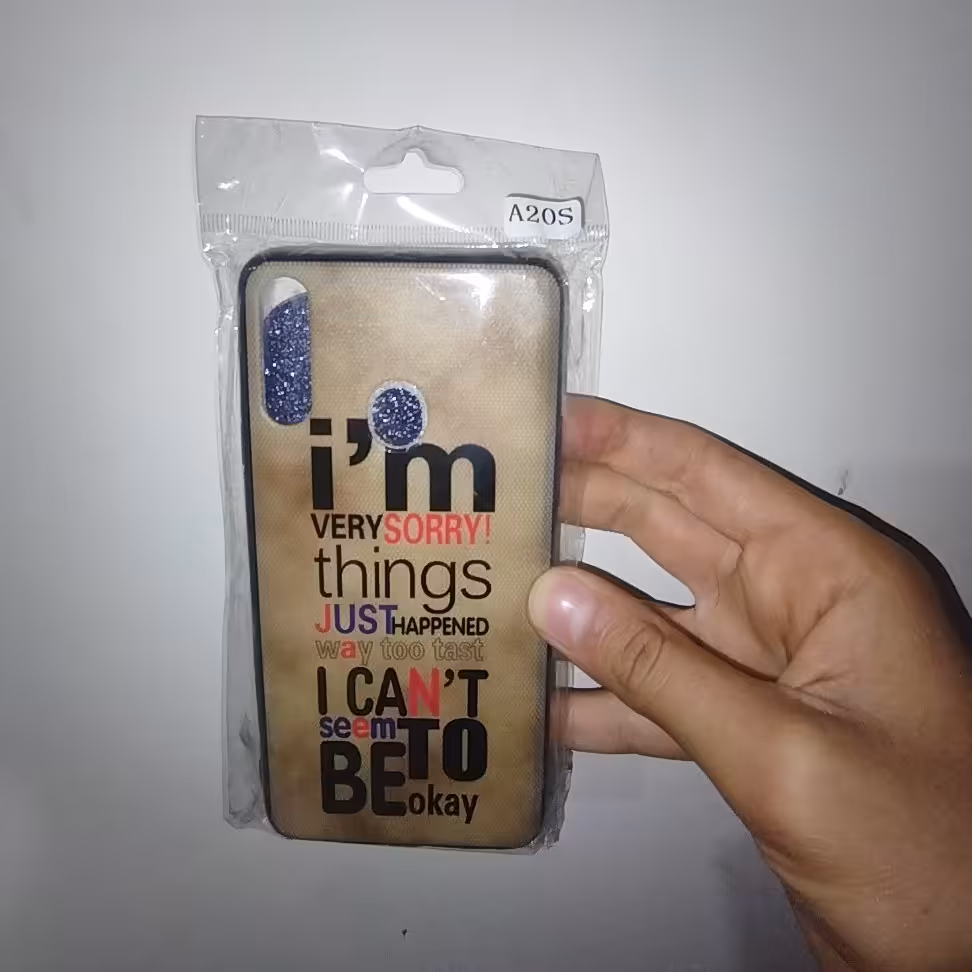 A20S
i'm
VERY SORRY!
things
JUST HAPPENED
way too tast
I CAN'T
seem TO
BE okay